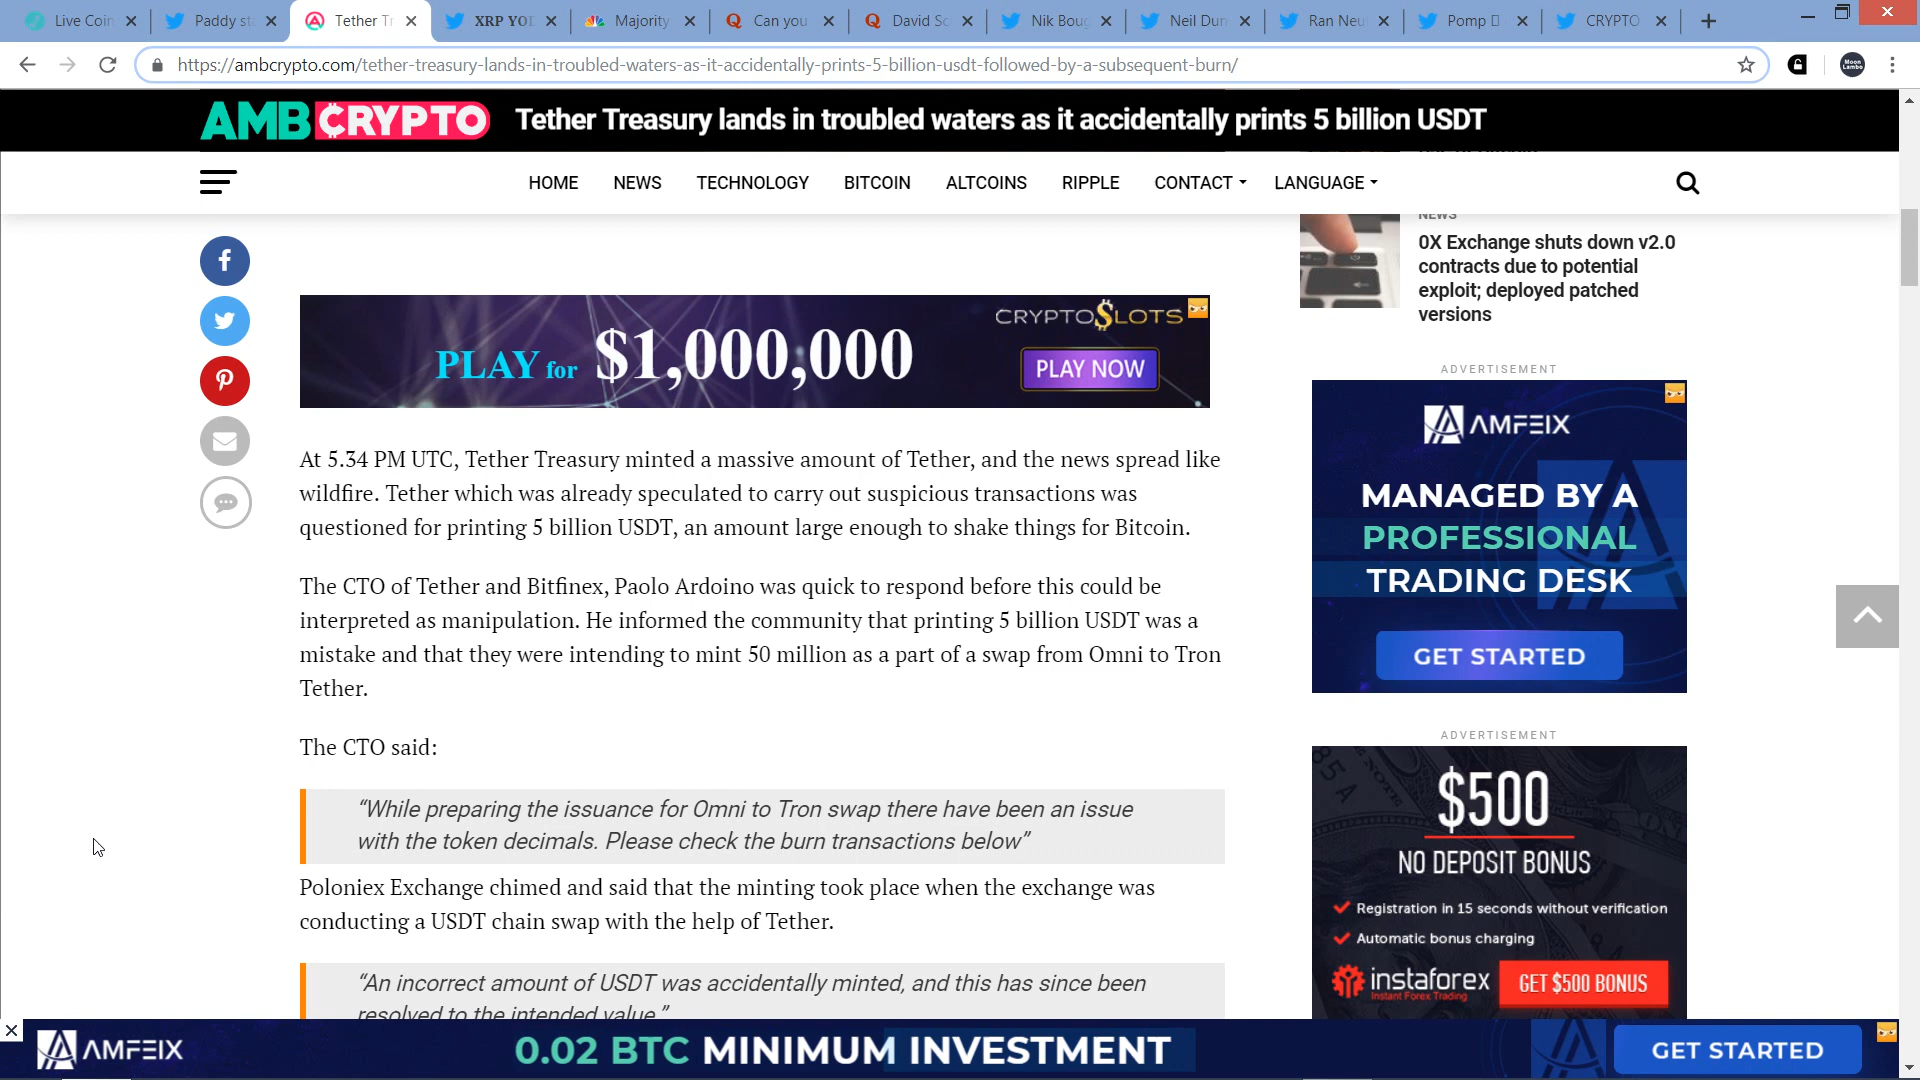 Live Coin
Paddy sta
Tether Tr
XRP YOD
Majority
Can you
David Sc
Nik Boug
Neil Dun
Ran Neu
Pomp
CRYPTO
https://ambcrypto.com/tether-treasury-lands-in-troubled-waters-as-it-accidentally-prints-5-billion-usdt-followed-by-a-subsequent-burn/
Moon Lambo
AMBCRYPTO
Tether Treasury lands in troubled waters as it accidentally prints 5 billion USDT
HOME NEWS TECHNOLOGY BITCOIN ALTCOINS RIPPLE CONTACT LANGUAGE
NEWS
0X Exchange shuts down v2.0
contracts due to potential
exploit; deployed patched
versions
PLAY for $1,000,000
CRYPTO$LOTS
PLAY NOW
At 5.34 PM UTC, Tether Treasury minted a massive amount of Tether, and the news spread like
wildfire. Tether which was already speculated to carry out suspicious transactions was
questioned for printing 5 billion USDT, an amount large enough to shake things for Bitcoin.
The CTO of Tether and Bitfinex, Paolo Ardoino was quick to respond before this could be
interpreted as manipulation. He informed the community that printing 5 billion USDT was a
mistake and that they were intending to mint 50 million as a part of a swap from Omni to Tron
Tether.
The CTO said:
“While preparing the issuance for Omni to Tron swap there have been an issue
with the token decimals. Please check the burn transactions below”
Poloniex Exchange chimed and said that the minting took place when the exchange was
conducting a USDT chain swap with the help of Tether.
“An incorrect amount of USDT was accidentally minted, and this has since been
resolved to the intended value.”
ADVERTISEMENT
AMFEIX
MANAGED BY A
PROFESSIONAL
TRADING DESK
GET STARTED
ADVERTISEMENT
$500
NO DEPOSIT BONUS
Registration in 15 seconds without verification
Automatic bonus charging
instaforex
Instant Forex Trading
GET $500 BONUS
AMFEIX
0.02 BTC MINIMUM INVESTMENT
GET STARTED